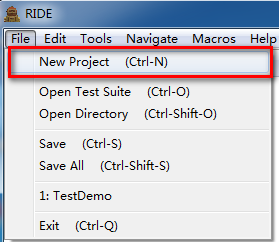 RIDE
File Edit Tools Navigate Macros Help
New Project (Ctrl-N)
Open Test Suite (Ctrl-O)
Open Directory (Ctrl-Shift-O)
Save (Ctrl-S)
Save All (Ctrl-Shift-S)
1: TestDemo
Exit (Ctrl-Q)